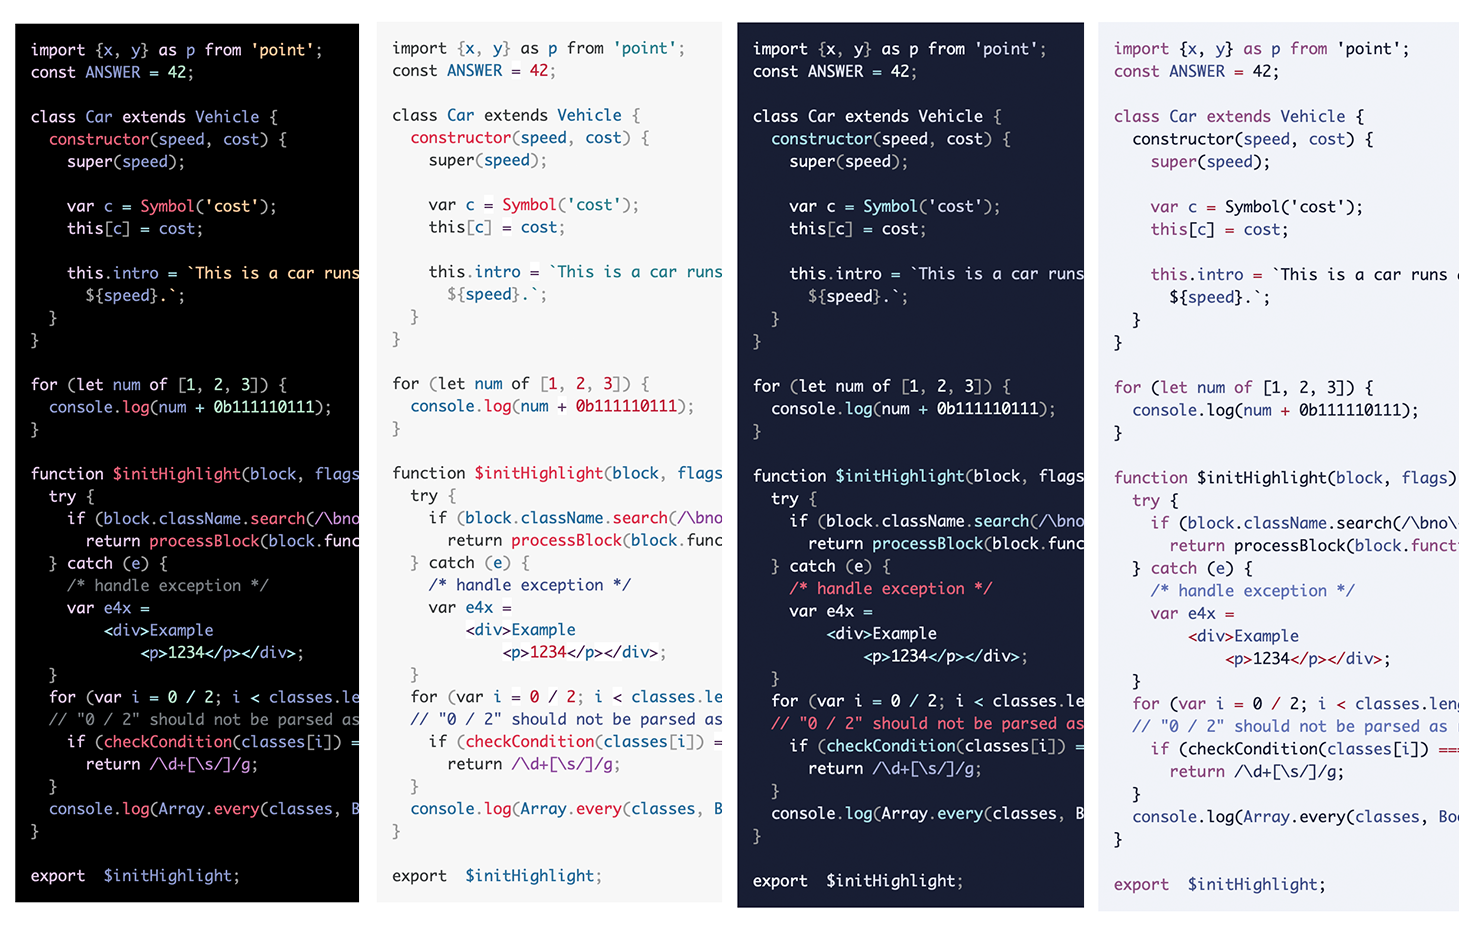 import {x, y} as p from 'point';
const ANSWER = 42;
class Car extends Vehicle {
constructor(speed, cost) {
super(speed);
var c = Symbol('cost');
this[c] = cost;
this.intro = `This is a car runs
${speed}.`;
}
}
for (let num of [1, 2, 3]) {
console.log(num + 0b111110111);
}
function $initHighlight(block, flags
try {
if (block.className.search(/\bno
return processBlock(block.func
} catch (e) {
/* handle exception */
var e4x =
<div>Example
<p>1234</p></div>;
}
for (var i = 0 / 2; i < classes.le
// "0 / 2" should not be parsed as
if (checkCondition(classes[i]) =
return /\d+[\s/]/g;
}
console.log(Array.every(classes, B
}
export  $initHighlight;
import {x, y} as p from 'point';
const ANSWER = 42;
class Car extends Vehicle {
constructor(speed, cost) {
super(speed);
var c = Symbol('cost');
this[c] = cost;
this.intro = `This is a car runs
${speed}.`;
}
}
for (let num of [1, 2, 3]) {
console.log(num + 0b111110111);
}
function $initHighlight(block, flags
try {
if (block.className.search(/\bno
return processBlock(block.func
} catch (e) {
/* handle exception */
var e4x =
<div>Example
<p>1234</p></div>;
}
for (var i = 0 / 2; i < classes.le
// "0 / 2" should not be parsed as
if (checkCondition(classes[i]) =
return /\d+[\s/]/g;
}
console.log(Array.every(classes, B
}
export  $initHighlight;
import {x, y} as p from 'point';
const ANSWER = 42;
class Car extends Vehicle {
constructor(speed, cost) {
super(speed);
var c = Symbol('cost');
this[c] = cost;
this.intro = `This is a car runs
${speed}.`;
}
}
for (let num of [1, 2, 3]) {
console.log(num + 0b111110111);
}
function $initHighlight(block, flags
try {
if (block.className.search(/\bno
return processBlock(block.func
} catch (e) {
/* handle exception */
var e4x =
<div>Example
<p>1234</p></div>;
}
for (var i = 0 / 2; i < classes.le
// "0 / 2" should not be parsed as
if (checkCondition(classes[i]) =
return /\d+[\s/]/g;
}
console.log(Array.every(classes, B
}
export  $initHighlight;
import {x, y} as p from 'point';
const ANSWER = 42;
class Car extends Vehicle {
constructor(speed, cost) {
super(speed);
var c = Symbol('cost');
this[c] = cost;
this.intro = `This is a car runs
${speed}.`;
}
}
for (let num of [1, 2, 3]) {
console.log(num + 0b111110111);
}
function $initHighlight(block, flags)
try {
if (block.className.search(/\bno\
return processBlock(block.functi
} catch (e) {
/* handle exception */
var e4x =
<div>Example
<p>1234</p></div>;
}
for (var i = 0 / 2; i < classes.leng
// "0 / 2" should not be parsed as
if (checkCondition(classes[i]) ===
return /\d+[\s/]/g;
}
console.log(Array.every(classes, Boo
}
export  $initHighlight;